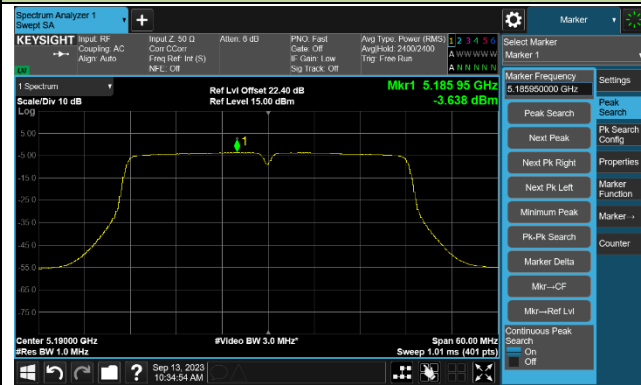 Spectrum Analyzer 1
Swept SA
Marker
KEYSIGHT Input: RF Input Z: 50 Ω Atten: 6 dB PNO: Fast Avg Type: Power (RMS) 1 2 3 4 5 6
Coupling: AC Corr CCorr Gate: Off Avg|Hold: 2400/2400 A W W W W W
Align: Auto Freq Ref: Int (S) IF Gain: Low Trig: Free Run
NFE: Off Sig Track: Off A N N N N N
Select Marker
Marker 1
1 Spectrum
Ref Lvl Offset 22.40 dB
Mkr1 5.185 95 GHz
Scale/Div 10 dB
Ref Level 15.00 dBm
-3.638 dBm
Log
5.00
-5.00
-15.0
-25.0
-35.0
-45.0
-55.0
-65.0
-75.0
1
Center 5.19000 GHz
#Video BW 3.0 MHz*
Span 60.00 MHz
#Res BW 1.0 MHz
Sweep 1.01 ms (401 pts)
Marker Frequency
5.185950000 GHz
Peak Search
Next Peak
Next Pk Right
Next Pk Left
Minimum Peak
Pk-Pk Search
Marker Delta
Mkr→CF
Mkr→Ref Lvl
Continuous Peak
Search
On
Off
Settings
Peak
Search
Pk Search
Config
Properties
Marker
Function
Marker→
Counter
Sep 13, 2023
10:34:54 AM